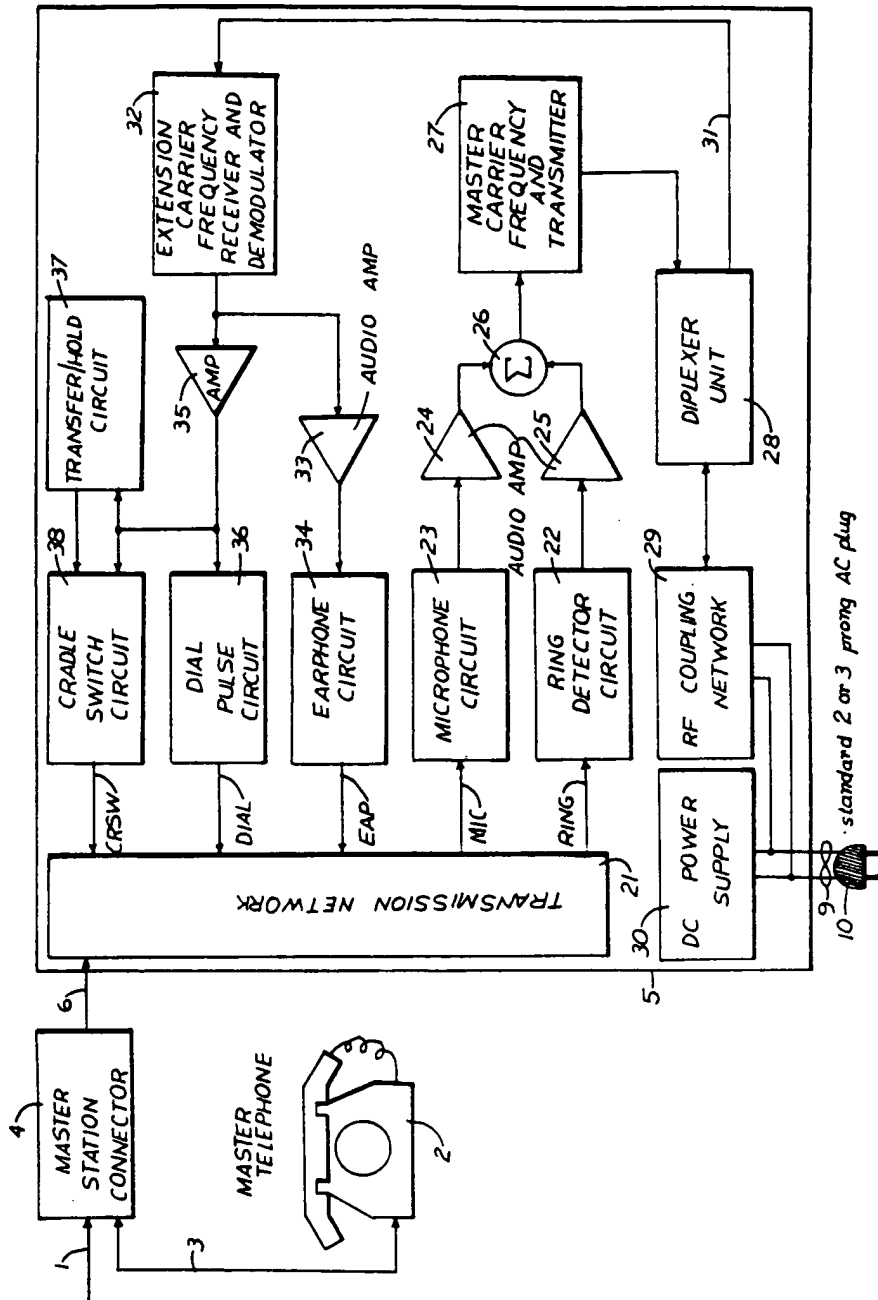 1
4
MASTER
STATION
CONNECTOR
6
3
MASTER
TELEPHONE
2
5
TRANSMISSION NETWORK
21
CRSW
DIAL
EAP
MIC
RING
38
CRADLE
SWITCH
CIRCUIT
37
TRANSFER/HOLD
CIRCUIT
36
DIAL
PULSE
CIRCUIT
35
AMP
34
EARPHONE
CIRCUIT
33
AUDIO AMP
32
EXTENSION
CARRIER
FREQUENCY
RECEIVER AND
DEMODULATOR
23
MICROPHONE
CIRCUIT
24
AUDIO AMP
25
22
RING
DETECTOR
CIRCUIT
26
Σ
27
MASTER
CARRIER
FREQUENCY
AND
TRANSMITTER
31
DIPLEXER
UNIT
28
29
RF COUPLING
NETWORK
30
DC POWER
SUPPLY
9
10
standard 2 or 3 prong AC plug